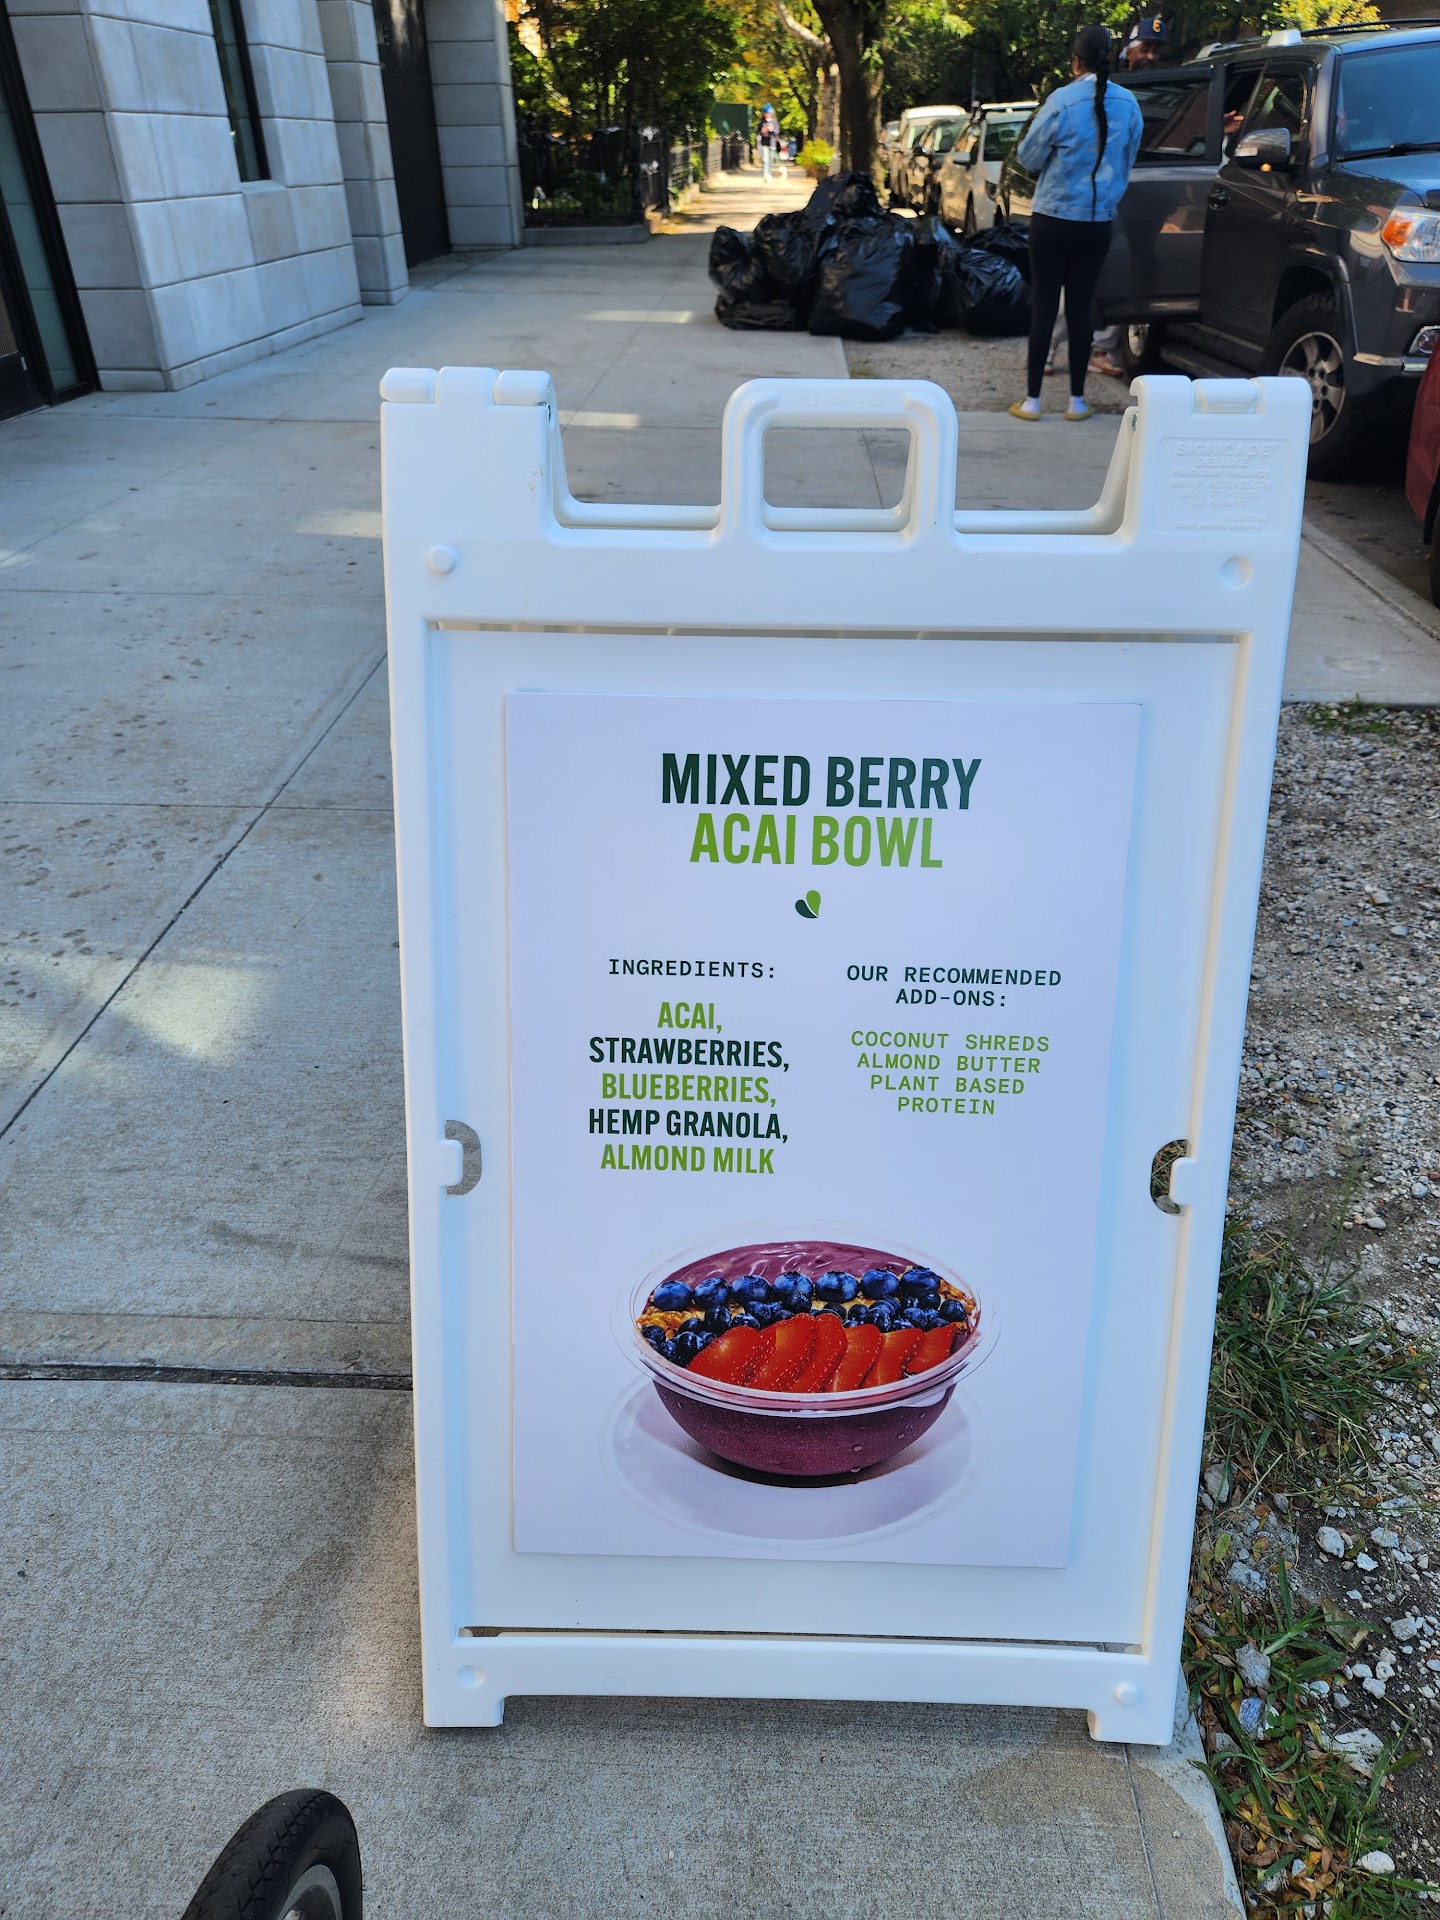 SIGNICADE
MIXED BERRY
ACAI BOWL
INGREDIENTS:
ACAI,
STRAWBERRIES,
BLUEBERRIES,
HEMP GRANOLA,
ALMOND MILK
OUR RECOMMENDED
ADD-ONS:
COCONUT SHREDS
ALMOND BUTTER
PLANT BASED
PROTEIN